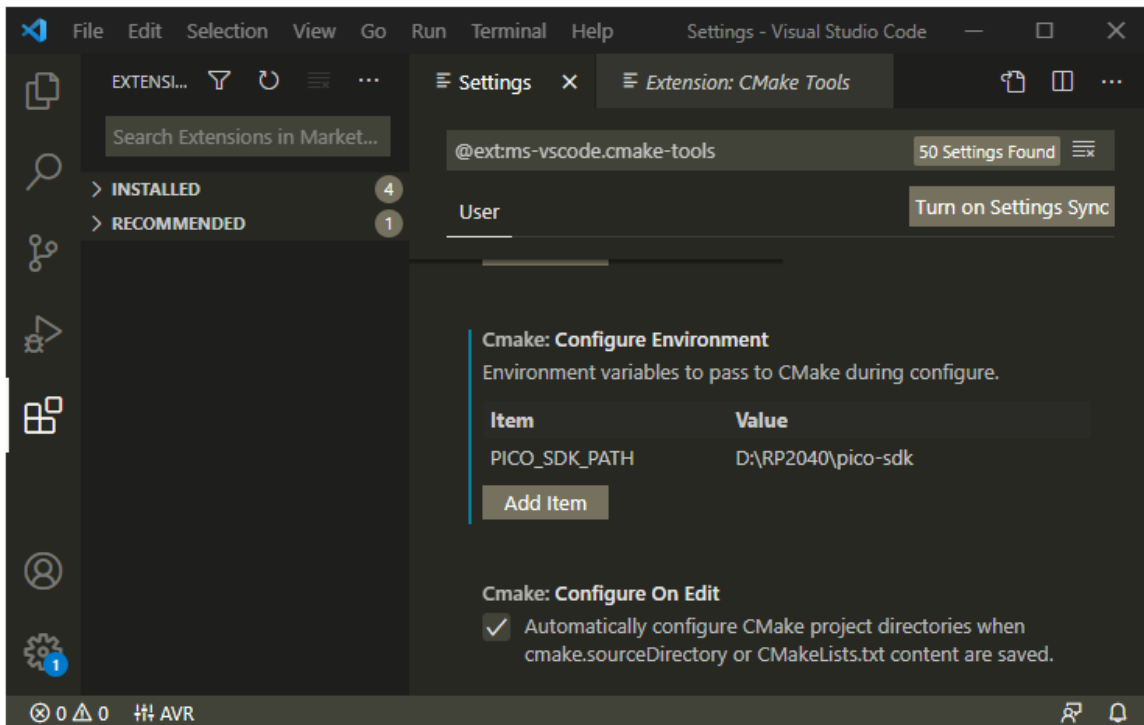 File Edit Selection View Go Run Terminal Help Settings - Visual Studio Code
EXTENSI...
Settings
Extension: CMake Tools
Search Extensions in Market...
INSTALLED 4
RECOMMENDED 1
@ext:ms-vscode.cmake-tools 50 Settings Found
User Turn on Settings Sync
Cmake: Configure Environment
Environment variables to pass to CMake during configure.
Item Value
PICO_SDK_PATH D:\RP2040\pico-sdk
Add Item
Cmake: Configure On Edit
Automatically configure CMake project directories when
cmake.sourceDirectory or CMakeLists.txt content are saved.
1
0 0 AVR